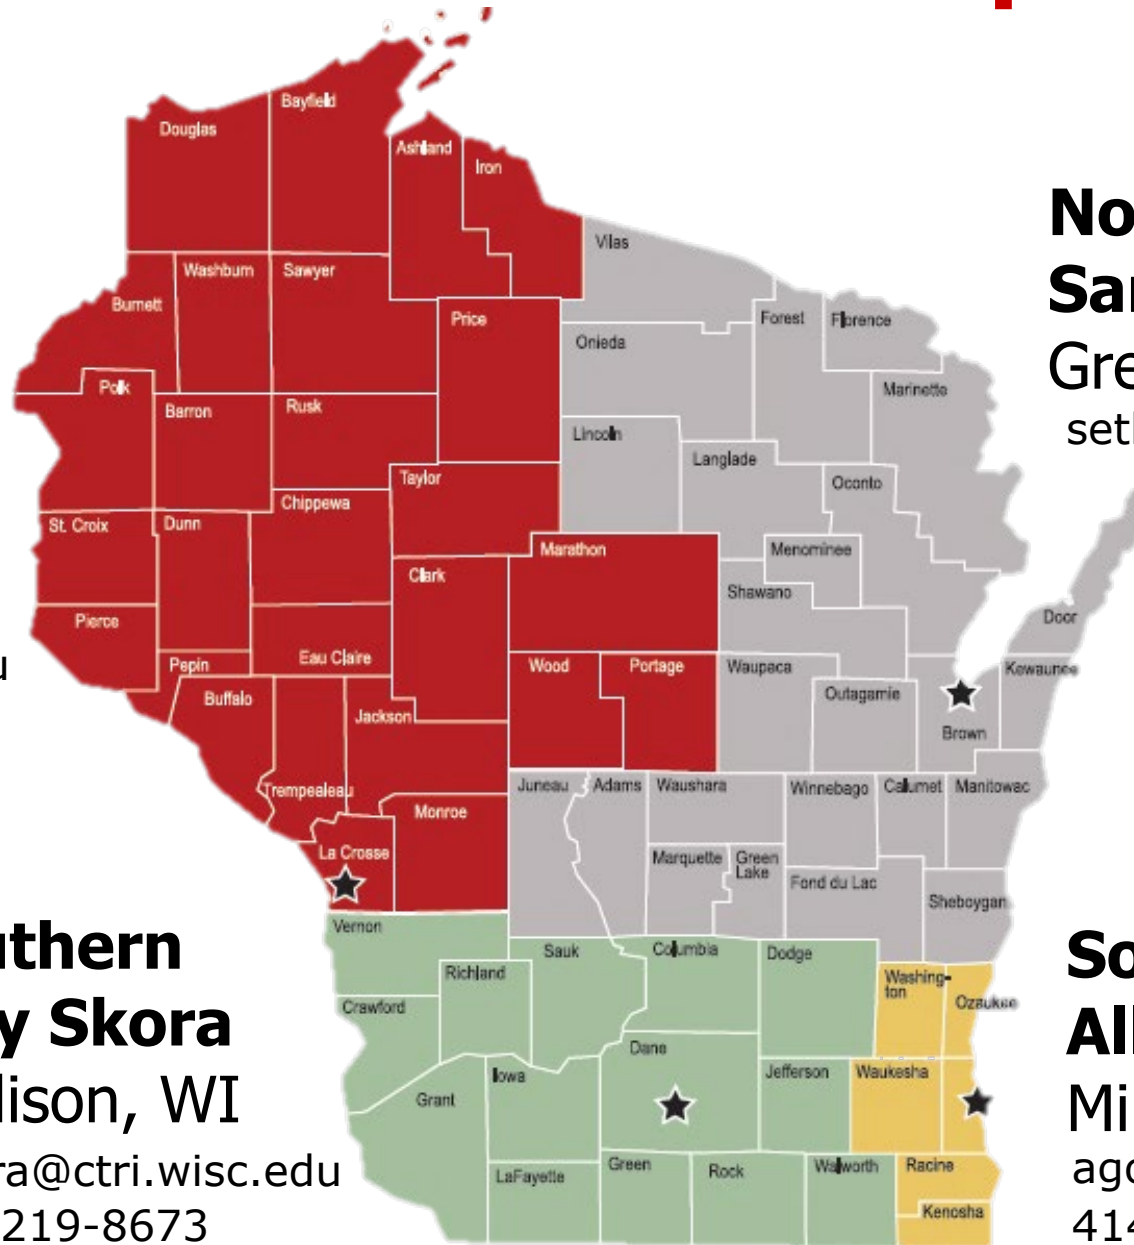 Bayfield
Douglas
Ashland
Iron
Vilas
Washburn
Sawyer
Burnett
Price
Forest
Florence
Onieda
Polk
Barron
Rusk
Marinette
Lincoln
Langlade
Taylor
Oconto
Chippewa
St. Croix
Dunn
Marathon
Menominee
Clark
Shawano
Pierce
Door
Eau Claire
Pepin
Wood
Portage
Waupaca
Kewaunee
Buffalo
Outagamie
Jackson
Brown
Trempealeau
Juneau
Adams
Waushara
Winnebago
Calumet
Manitowac
Monroe
La Crosse
Marquette
Green
Lake
Fond du Lac
Sheboygan
Vernon
Sauk
Columbia
Dodge
Richland
Washing-
ton
Ozaukee
Crawford
Dane
Iowa
Jefferson
Waukesha
Grant
LaFayette
Green
Rock
Walworth
Racine
Kenosha
No
Sar
Gre
set
u
uthern
y Skora
lison, WI
ra@ctri.wisc.edu
219-8673
So
All
Mi
ago
414